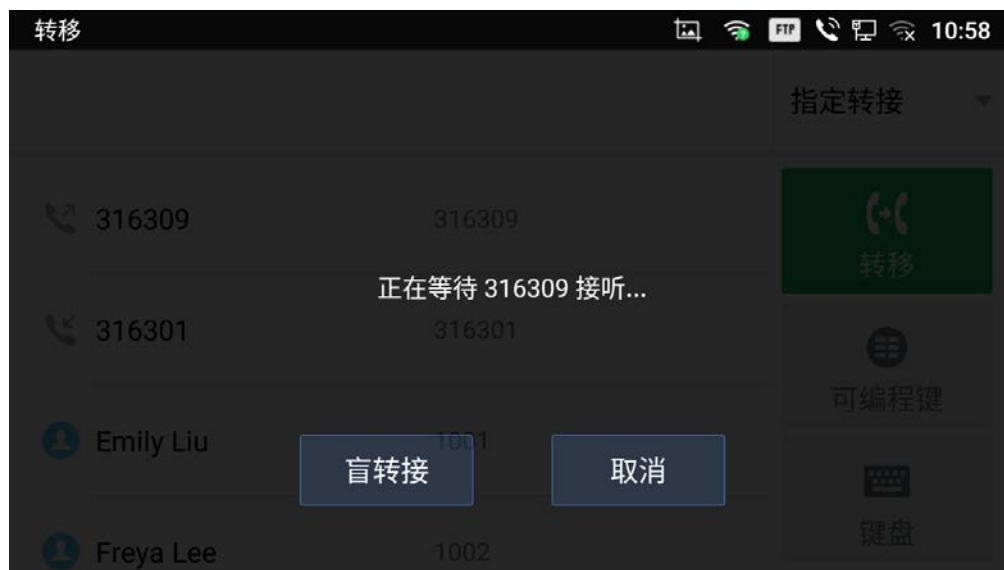 转移
FTP
10:58
指定转接
316309 316309
转移
正在等待 316309 接听...
316301 316301
可编程键
Emily Liu 1001
盲转接 取消
键盘
Freya Lee 1002